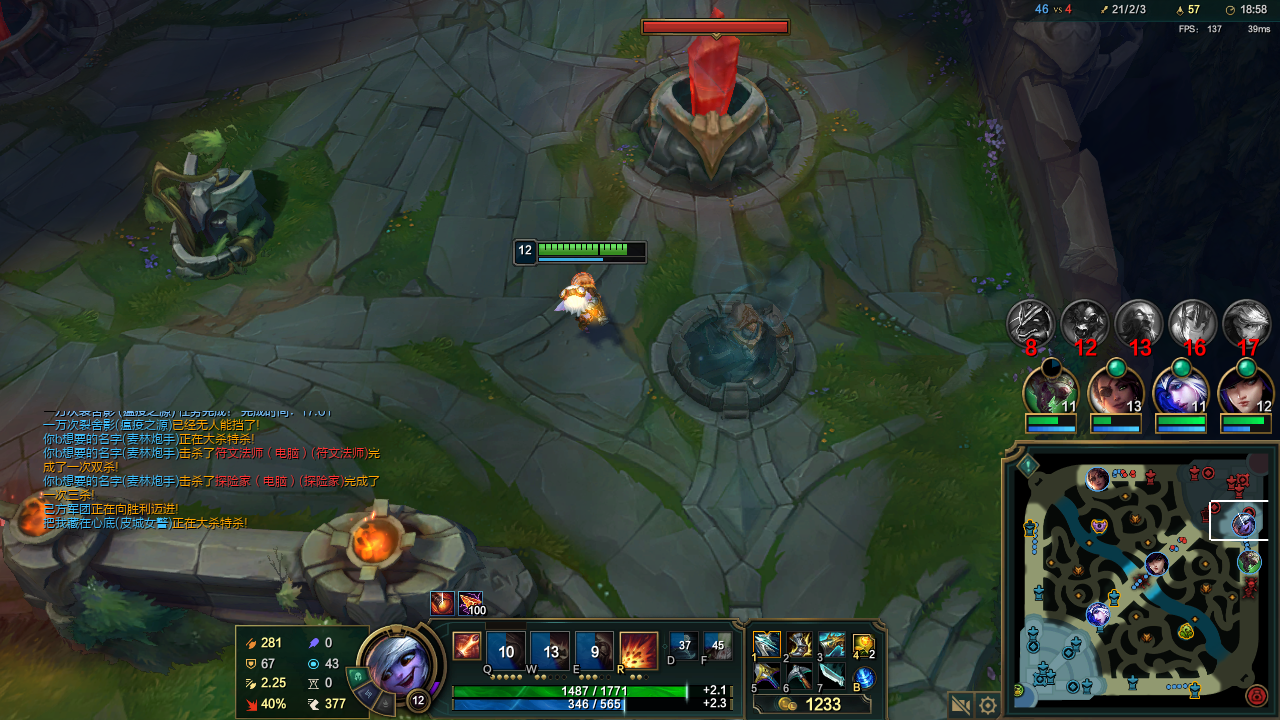 46 vs 4 21/2/3 57 18:58
FPS: 137 39ms
12
8 12 13 16 17
11 13 11 12
一万次裂舍影(瘟疫之源)已经无人能挡了!
你b想要的名字(麦林炮手)正在大杀特杀!
你b想要的名字(麦林炮手)击杀了符文法师(电脑)(符文法师)完
成了一次双杀!
你b想要的名字(麦林炮手)击杀了探险家(电脑)(探险家)完成了
一次三杀!
己方军团正在向胜利迈进!
把我藏在心底(皮城女警)正在大杀特杀!
100
281 0
67 43
2.25 0
40% 377
12
10 13 9 37 45
Q W E R D F
1487 / 1771 +2.1
346 / 565 +2.3
1 2 3 4 2
5 6 7 B
1233